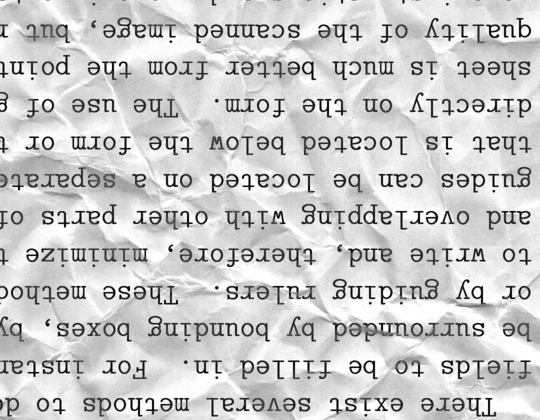 There exist several methods to de
fields to be filled in. For instan
be surrounded by bounding boxes, by
or by guiding rulers. These method
to write and, therefore, minimize t
and overlapping with other parts of
guides can be located on a separate
that is located below the form or t
directly on the form. The use of g
sheet is much better from the point
quality of the scanned image, but r